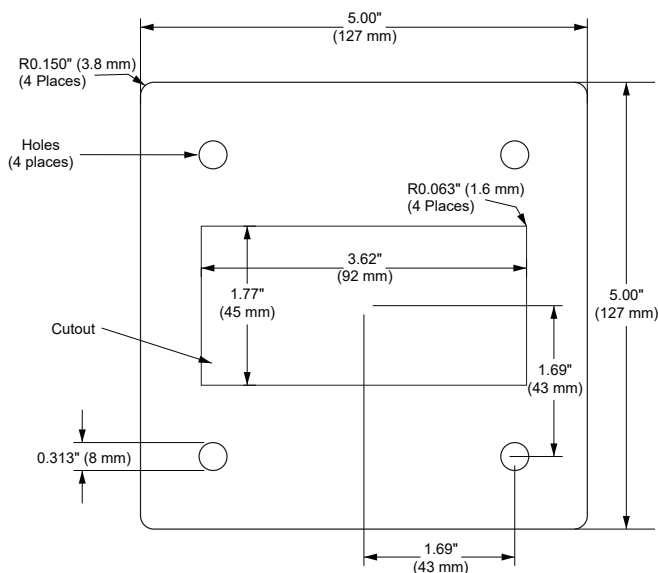 5.00"
(127 mm)
R0.150" (3.8 mm)
(4 Places)
Holes
(4 places)
R0.063" (1.6 mm)
(4 Places)
3.62"
(92 mm)
1.77"
(45 mm)
5.00"
(127 mm)
Cutout
1.69"
(43 mm)
0.313" (8 mm)
1.69"
(43 mm)